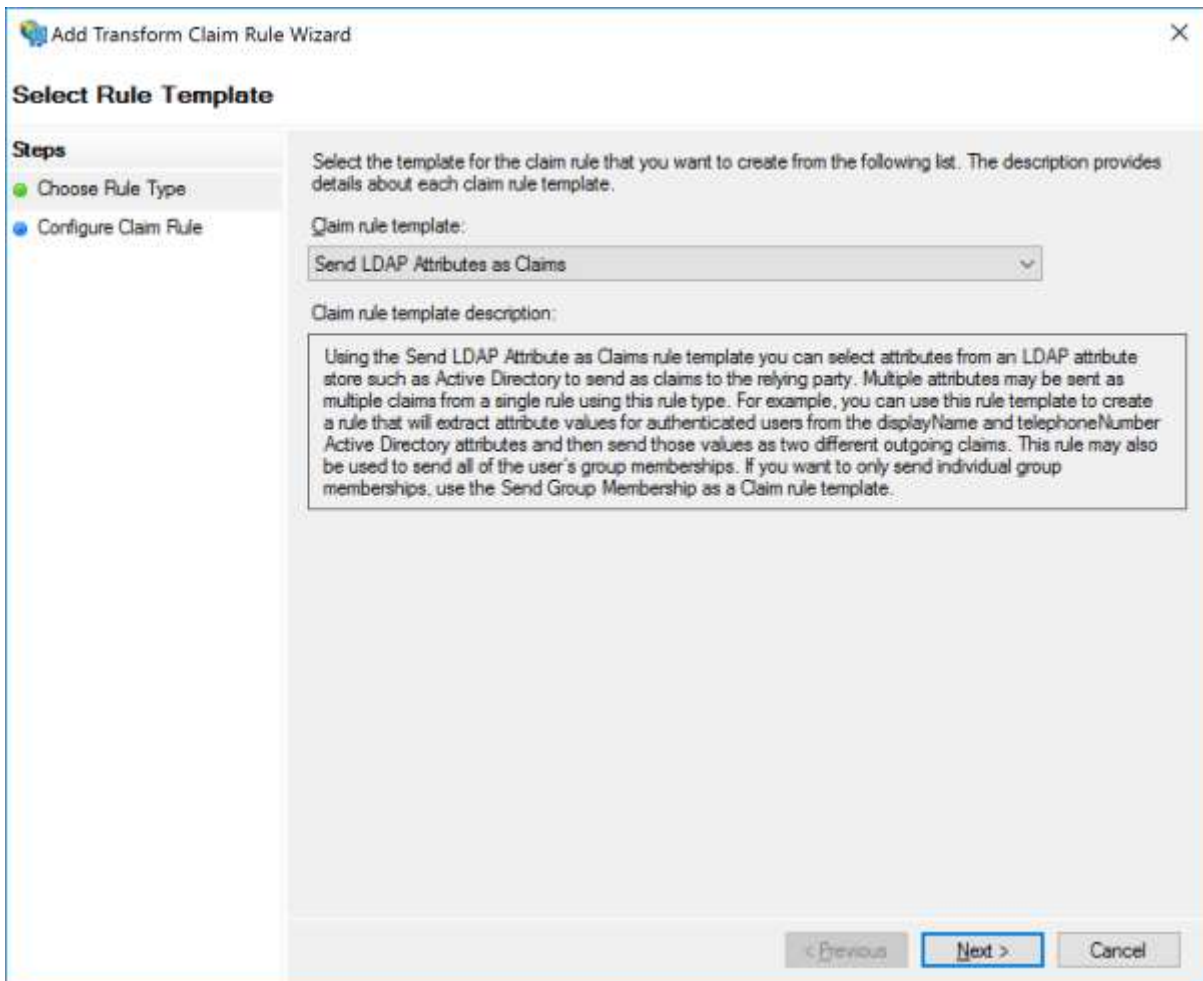 Add Transform Claim Rule Wizard
Select Rule Template
Steps
Choose Rule Type
Configure Claim Rule
Select the template for the claim rule that you want to create from the following list. The description provides
details about each claim rule template.
Claim rule template:
Send LDAP Attributes as Claims
Claim rule template description:
Using the Send LDAP Attribute as Claims rule template you can select attributes from an LDAP attribute
store such as Active Directory to send as claims to the relying party. Multiple attributes may be sent as
multiple claims from a single rule using this rule type. For example, you can use this rule template to create
a rule that will extract attribute values for authenticated users from the displayName and telephoneNumber
Active Directory attributes and then send those values as two different outgoing claims. This rule may also
be used to send all of the user's group memberships. If you want to only send individual group
memberships, use the Send Group Membership as a Claim rule template.
< Previous
Next >
Cancel